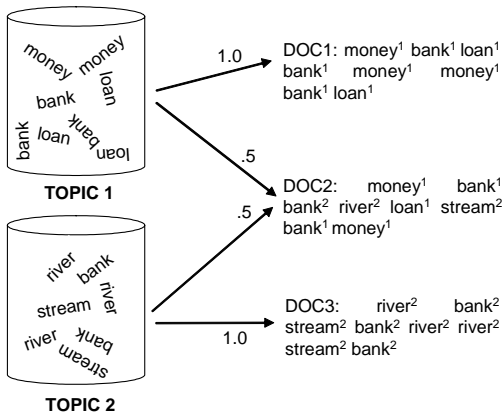 money
money
loan
bank
bank
loan
bank
loan
TOPIC 1
river
bank
river
stream
river
bank
stream
TOPIC 2
1.0
.5
.5
1.0
DOC1: money¹ bank¹ loan¹
bank¹ money¹ money¹
bank¹ loan¹
DOC2: money¹ bank¹
bank² river² loan¹ stream²
bank¹ money¹
DOC3: river² bank²
stream² bank² river² river²
stream² bank²